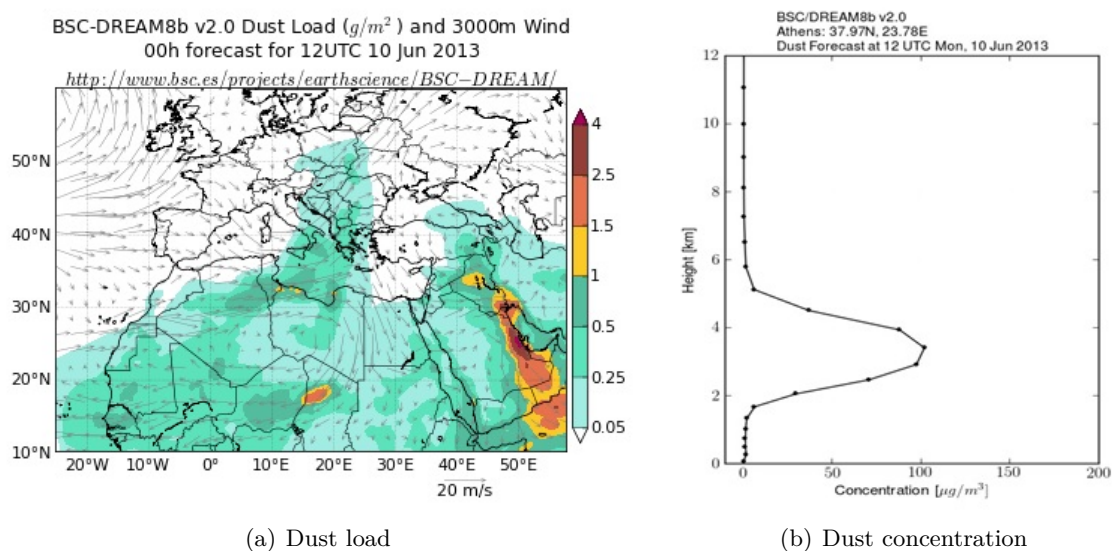 BSC-DREAM8b v2.0 Dust Load (g/m²) and 3000m Wind
00h forecast for 12UTC 10 Jun 2013
http://www.bsc.es/projects/earthscience/BSC−DREAM/
50°N
40°N
30°N
20°N
10°N
20°W
10°W
0°
10°E
20°E
30°E
40°E
50°E
20 m/s
4
2.5
1.5
1
0.5
0.25
0.05
(a) Dust load
BSC/DREAM8b v2.0
Athens: 37.97N, 23.78E
Dust Forecast at 12 UTC Mon, 10 Jun 2013
Height [km]
12
10
8
6
4
2
0
0
50
100
150
200
Concentration [μg/m³]
(b) Dust concentration